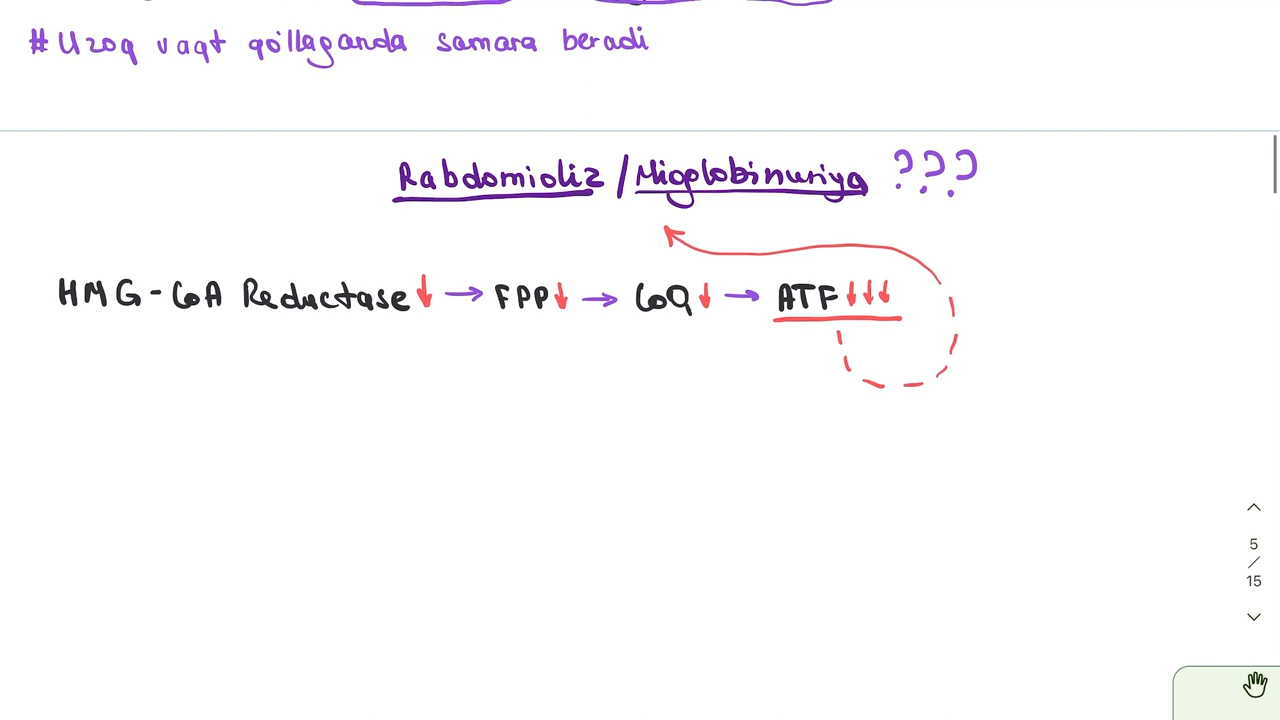 # Uzoq vaqt qo'llaganda samara beradi
Rabdomioliz / Mioglobinuriya ???
HMG-CoA Reductase ↓ → FPP ↓ → CoQ ↓ → ATF ↓↓↓
5
/
15